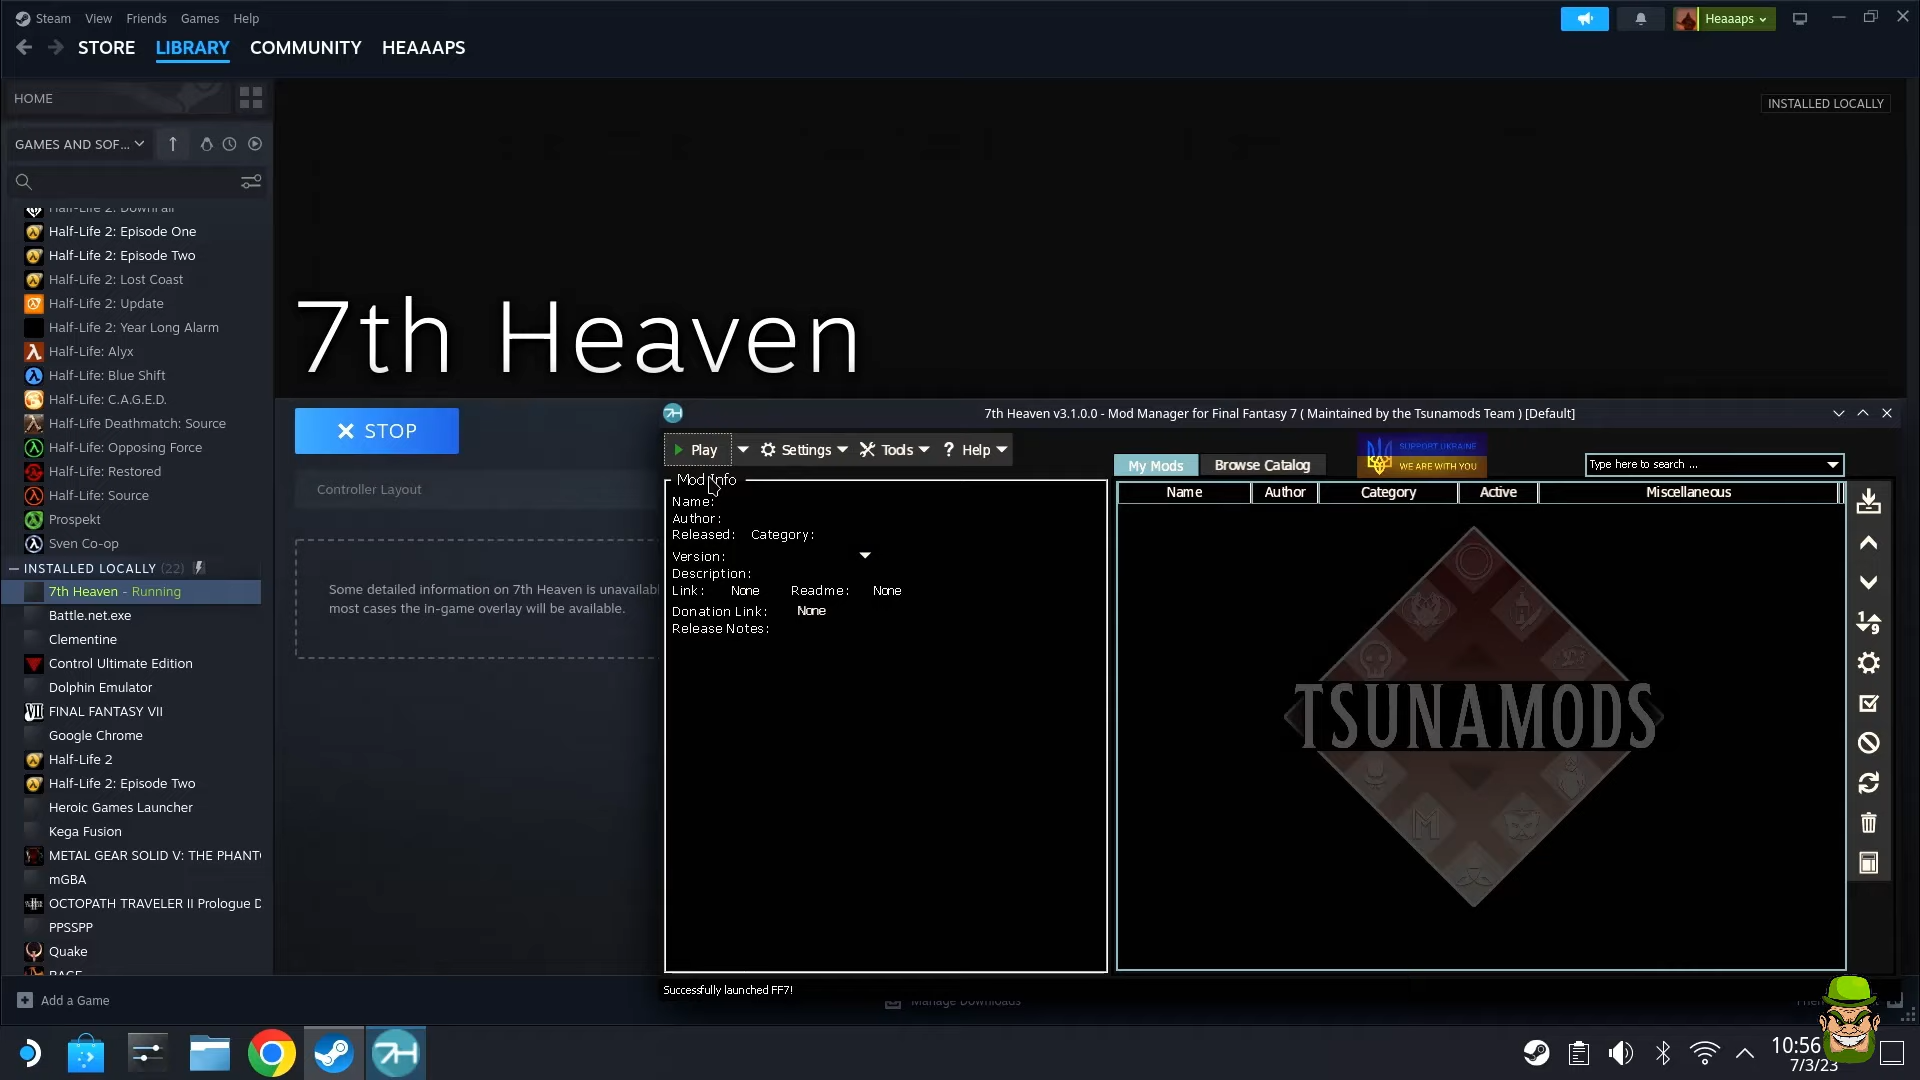 Steam View Friends Games Help
Heaaaps
STORE LIBRARY COMMUNITY HEAAAPS
HOME
INSTALLED LOCALLY
GAMES AND SOF...
Half-Life 2: DownFall
Half-Life 2: Episode One
Half-Life 2: Episode Two
Half-Life 2: Lost Coast
Half-Life 2: Update
Half-Life 2: Year Long Alarm
Half-Life: Alyx
Half-Life: Blue Shift
Half-Life: C.A.G.E.D.
Half-Life Deathmatch: Source
Half-Life: Opposing Force
Half-Life: Restored
Half-Life: Source
Prospekt
Sven Co-op
INSTALLED LOCALLY (22)
7th Heaven - Running
Battle.net.exe
Clementine
Control Ultimate Edition
Dolphin Emulator
FINAL FANTASY VII
Google Chrome
Half-Life 2
Half-Life 2: Episode Two
Heroic Games Launcher
Kega Fusion
METAL GEAR SOLID V: THE PHANT
mGBA
OCTOPATH TRAVELER II Prologue D
PPSSPP
Quake
RAGE
Add a Game
7th Heaven
STOP
Controller Layout
Some detailed information on 7th Heaven is unavailab
most cases the in-game overlay will be available.
7th Heaven v3.1.0.0 - Mod Manager for Final Fantasy 7 ( Maintained by the Tsunamods Team ) [Default]
Play Settings Tools Help
My Mods Browse Catalog
SUPPORT UKRAINE
WE ARE WITH YOU
Type here to search ...
Mod Info
Name:
Author:
Released: Category:
Version:
Description:
Link: None Readme: None
Donation Link: None
Release Notes:
Name Author Category Active Miscellaneous
TSUNAMODS
Successfully launched FF7!
Manage Downloads
10:56
7/3/23